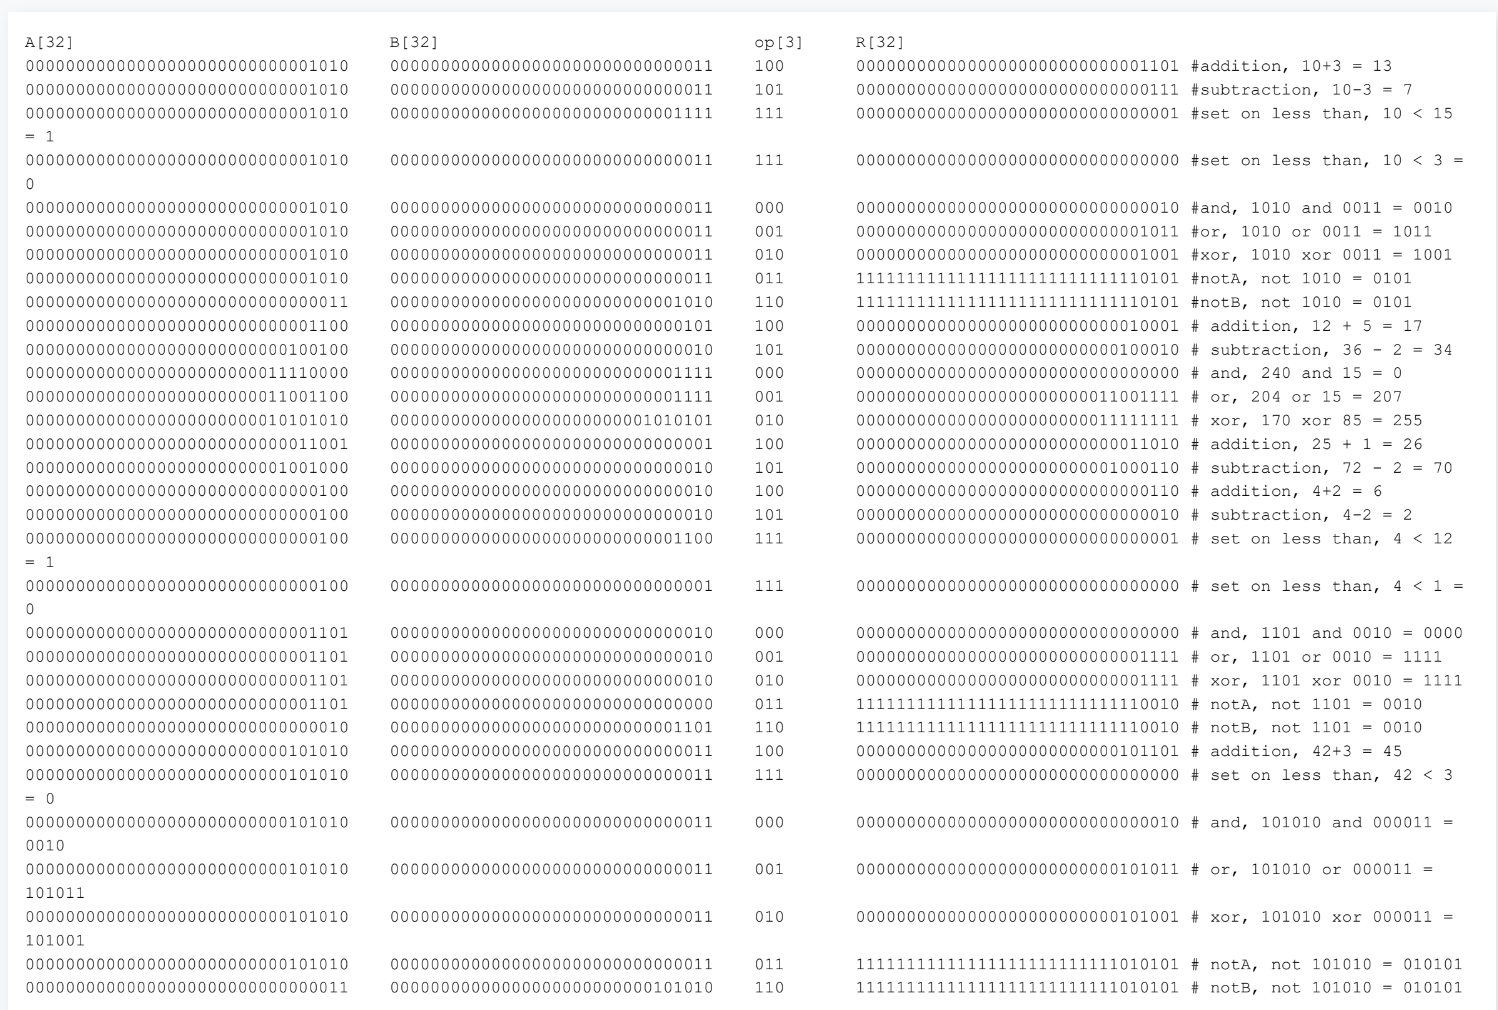 A[32] B[32] op[3] R[32]
00000000000000000000000000001010 00000000000000000000000000000011 100 00000000000000000000000000001101 #addition, 10+3 = 13
00000000000000000000000000001010 00000000000000000000000000000011 101 00000000000000000000000000000111 #subtraction, 10-3 = 7
00000000000000000000000000001010 00000000000000000000000000001111 111 00000000000000000000000000000001 #set on less than, 10 < 15
= 1
00000000000000000000000000001010 00000000000000000000000000000011 111 00000000000000000000000000000000 #set on less than, 10 < 3 =
0
00000000000000000000000000001010 00000000000000000000000000000011 000 00000000000000000000000000000010 #and, 1010 and 0011 = 0010
00000000000000000000000000001010 00000000000000000000000000000011 001 00000000000000000000000000001011 #or, 1010 or 0011 = 1011
00000000000000000000000000001010 00000000000000000000000000000011 010 00000000000000000000000000001001 #xor, 1010 xor 0011 = 1001
00000000000000000000000000001010 00000000000000000000000000000011 011 11111111111111111111111111110101 #notA, not 1010 = 0101
00000000000000000000000000000011 00000000000000000000000000001010 110 11111111111111111111111111110101 #notB, not 1010 = 0101
00000000000000000000000000001100 00000000000000000000000000000101 100 00000000000000000000000000010001 # addition, 12 + 5 = 17
00000000000000000000000000100100 00000000000000000000000000000010 101 00000000000000000000000000100010 # subtraction, 36 - 2 = 34
00000000000000000000000011110000 00000000000000000000000000001111 000 00000000000000000000000000000000 # and, 240 and 15 = 0
00000000000000000000000011001100 00000000000000000000000000001111 001 00000000000000000000000011001111 # or, 204 or 15 = 207
00000000000000000000000010101010 00000000000000000000000001010101 010 00000000000000000000000011111111 # xor, 170 xor 85 = 255
00000000000000000000000000011001 00000000000000000000000000000001 100 00000000000000000000000000011010 # addition, 25 + 1 = 26
00000000000000000000000001001000 00000000000000000000000000000010 101 00000000000000000000000001000110 # subtraction, 72 - 2 = 70
00000000000000000000000000000100 00000000000000000000000000000010 100 00000000000000000000000000000110 # addition, 4+2 = 6
00000000000000000000000000000100 00000000000000000000000000000010 101 00000000000000000000000000000010 # subtraction, 4-2 = 2
00000000000000000000000000000100 00000000000000000000000000001100 111 00000000000000000000000000000001 # set on less than, 4 < 12
= 1
00000000000000000000000000000100 00000000000000000000000000000001 111 00000000000000000000000000000000 # set on less than, 4 < 1 =
0
00000000000000000000000000001101 00000000000000000000000000000010 000 00000000000000000000000000000000 # and, 1101 and 0010 = 0000
00000000000000000000000000001101 00000000000000000000000000000010 001 00000000000000000000000000001111 # or, 1101 or 0010 = 1111
00000000000000000000000000001101 00000000000000000000000000000010 010 00000000000000000000000000001111 # xor, 1101 xor 0010 = 1111
00000000000000000000000000001101 00000000000000000000000000000000 011 11111111111111111111111111110010 # notA, not 1101 = 0010
00000000000000000000000000000010 00000000000000000000000000001101 110 11111111111111111111111111110010 # notB, not 1101 = 0010
00000000000000000000000000101010 00000000000000000000000000000011 100 00000000000000000000000000101101 # addition, 42+3 = 45
00000000000000000000000000101010 00000000000000000000000000000011 111 00000000000000000000000000000000 # set on less than, 42 < 3
= 0
00000000000000000000000000101010 00000000000000000000000000000011 000 00000000000000000000000000000010 # and, 101010 and 000011 =
0010
00000000000000000000000000101010 00000000000000000000000000000011 001 00000000000000000000000000101011 # or, 101010 or 000011 =
101011
00000000000000000000000000101010 00000000000000000000000000000011 010 00000000000000000000000000101001 # xor, 101010 xor 000011 =
101001
00000000000000000000000000101010 00000000000000000000000000000011 011 11111111111111111111111111010101 # notA, not 101010 = 010101
00000000000000000000000000000011 00000000000000000000000000101010 110 11111111111111111111111111010101 # notB, not 101010 = 010101